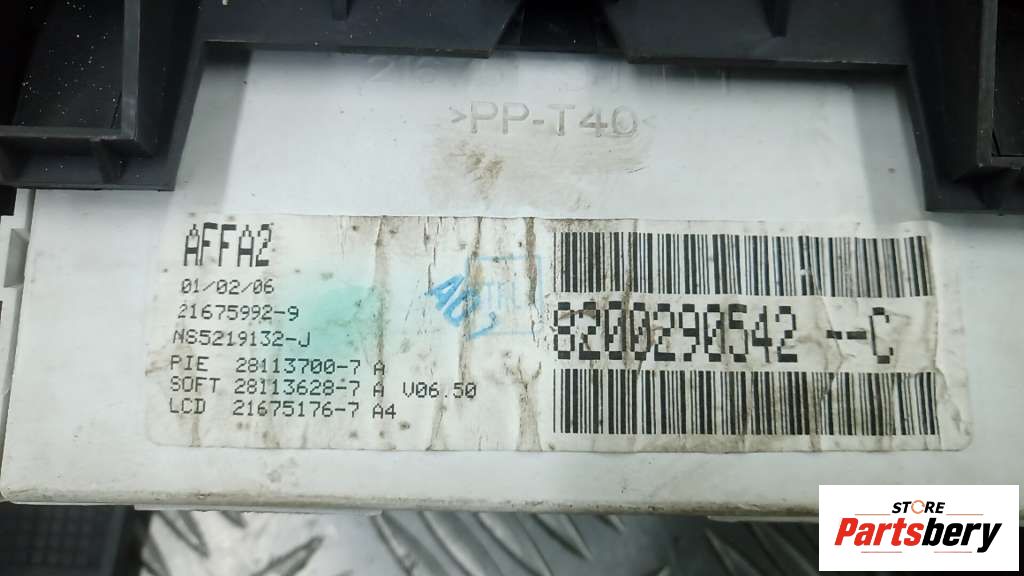 >PP-T40<
AFFA2
01/02/06
21675992-9
NS5219132-J
PIE 28113700-7 A
SOFT 28113628-7 A V06.50
LCD 21675176-7 A4
8200290542 --C
STORE
Partsbery